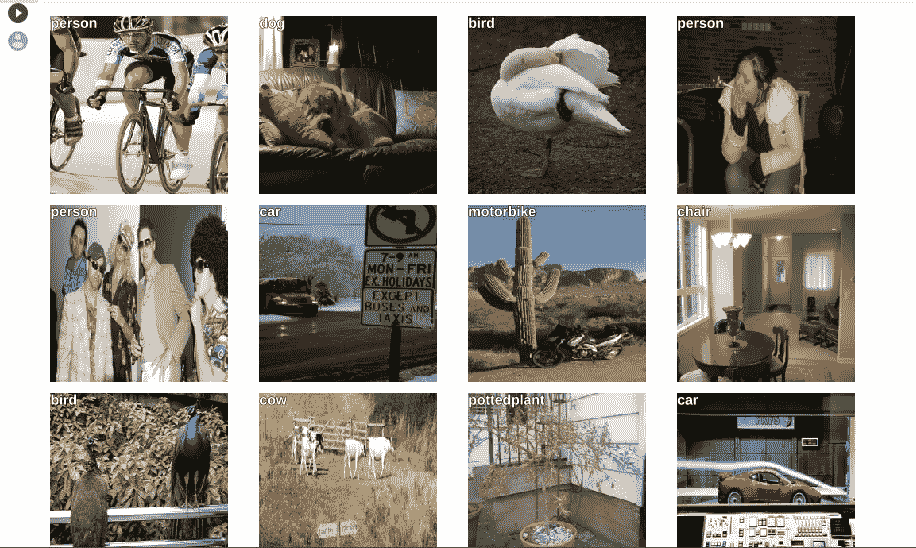 person
dog
bird
person
person
car
motorbike
chair
7-9 AM
MON-FRI
EX. HOLIDAYS
EXCEPT
BUSES AND
TAXIS
bird
cow
pottedplant
car